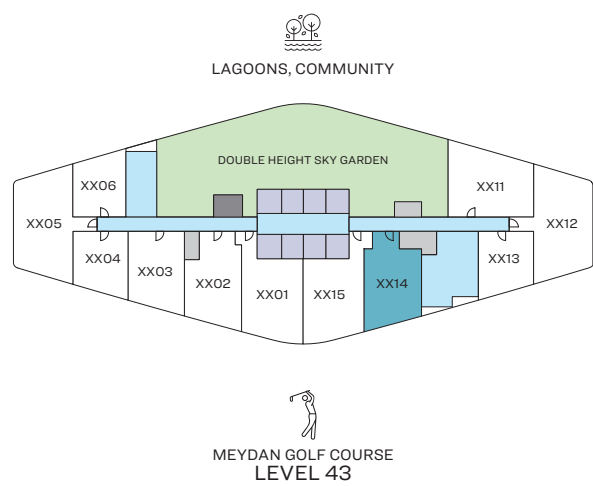 LAGOONS, COMMUNITY
DOUBLE HEIGHT SKY GARDEN
XX06
XX11
XX05
XX12
XX04
XX03
XX02
XX01
XX15
XX14
XX13
MEYDAN GOLF COURSE
LEVEL 43